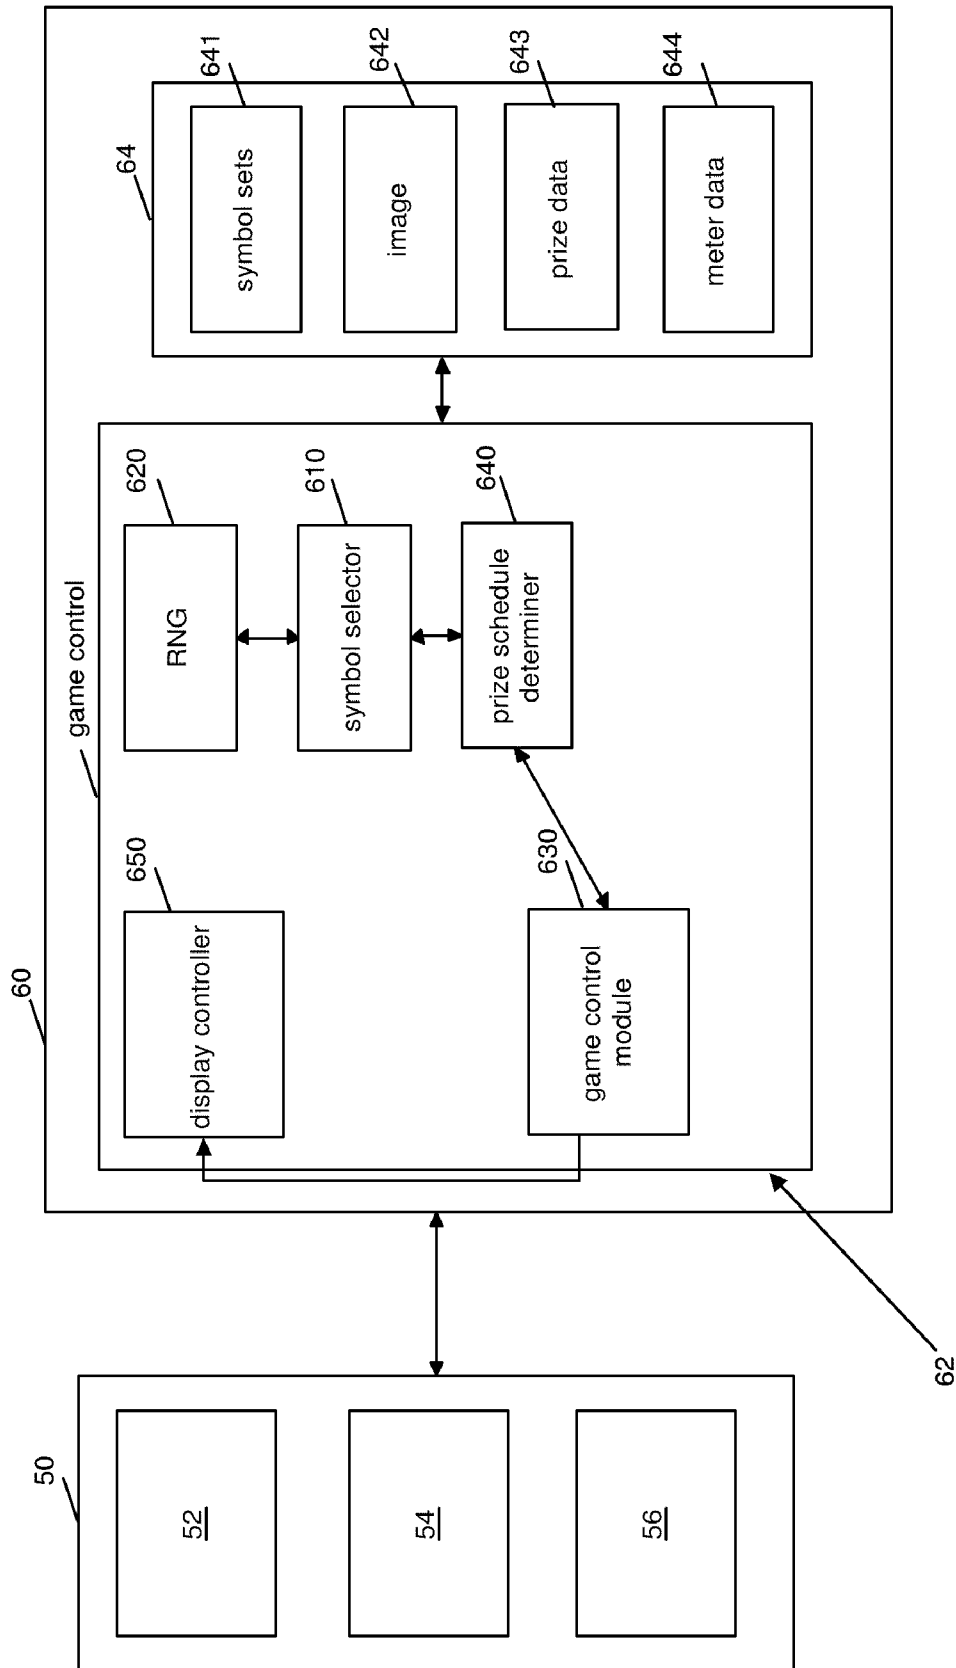 60
game control
650
display controller
630
game control
module
620
RNG
610
symbol selector
640
prize schedule
determiner
64
641
symbol sets
642
image
643
prize data
644
meter data
50
52
54
56
62